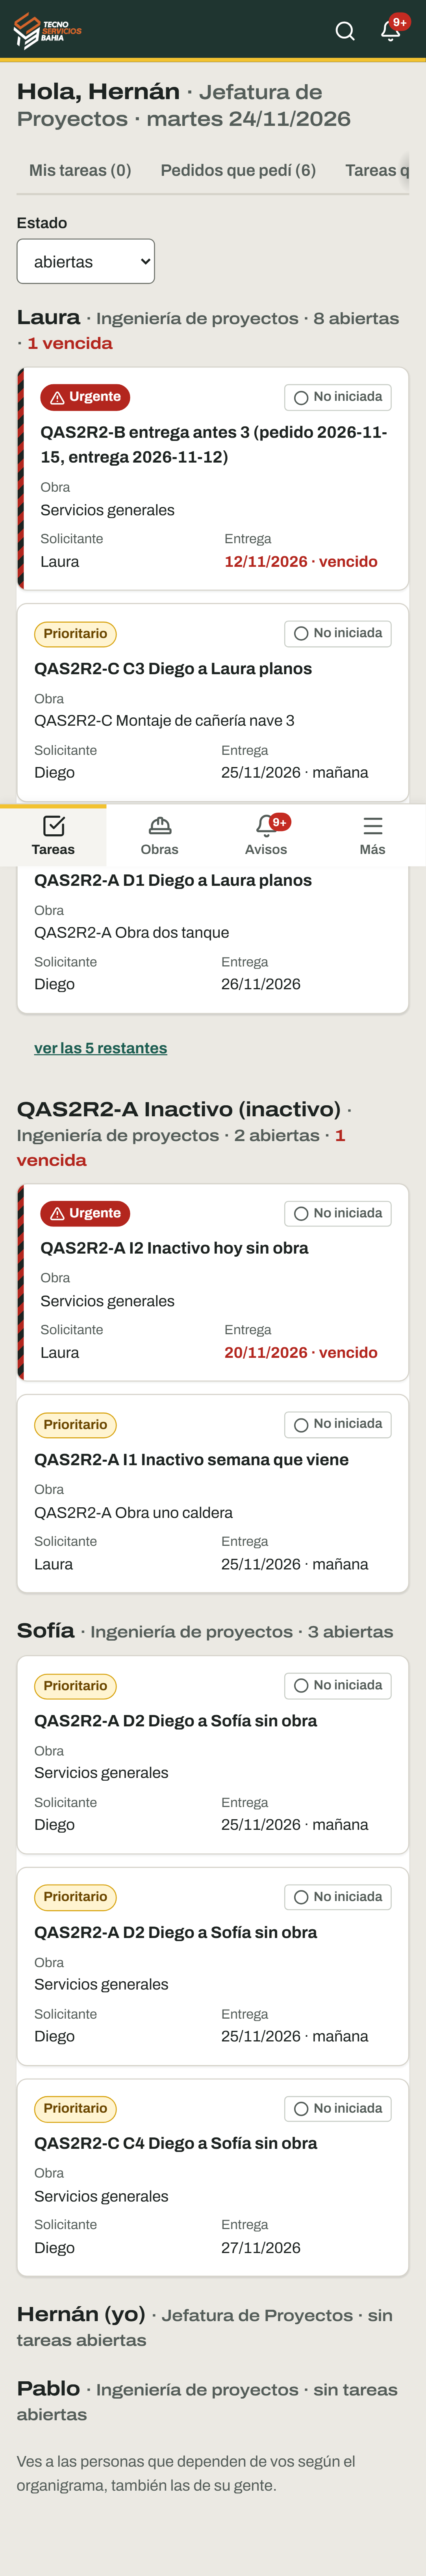 TECNO
SERVICIOS
BAHIA
9+
Hola, Hernán · Jefatura de
Proyectos · martes 24/11/2026
Mis tareas (0) Pedidos que pedí (6) Tareas q
Estado
abiertas
Laura · Ingeniería de proyectos · 8 abiertas
· 1 vencida
Urgente No iniciada
QAS2R2-B entrega antes 3 (pedido 2026-11-
15, entrega 2026-11-12)
Obra
Servicios generales
Solicitante Entrega
Laura 12/11/2026 · vencido
Prioritario No iniciada
QAS2R2-C C3 Diego a Laura planos
Obra
QAS2R2-C Montaje de cañería nave 3
Solicitante Entrega
Diego 25/11/2026 · mañana
9+
Tareas Obras Avisos Más
QAS2R2-A D1 Diego a Laura planos
Obra
QAS2R2-A Obra dos tanque
Solicitante Entrega
Diego 26/11/2026
ver las 5 restantes
QAS2R2-A Inactivo (inactivo) ·
Ingeniería de proyectos · 2 abiertas · 1
vencida
Urgente No iniciada
QAS2R2-A I2 Inactivo hoy sin obra
Obra
Servicios generales
Solicitante Entrega
Laura 20/11/2026 · vencido
Prioritario No iniciada
QAS2R2-A I1 Inactivo semana que viene
Obra
QAS2R2-A Obra uno caldera
Solicitante Entrega
Laura 25/11/2026 · mañana
Sofía · Ingeniería de proyectos · 3 abiertas
Prioritario No iniciada
QAS2R2-A D2 Diego a Sofía sin obra
Obra
Servicios generales
Solicitante Entrega
Diego 25/11/2026 · mañana
Prioritario No iniciada
QAS2R2-A D2 Diego a Sofía sin obra
Obra
Servicios generales
Solicitante Entrega
Diego 25/11/2026 · mañana
Prioritario No iniciada
QAS2R2-C C4 Diego a Sofía sin obra
Obra
Servicios generales
Solicitante Entrega
Diego 27/11/2026
Hernán (yo) · Jefatura de Proyectos · sin
tareas abiertas
Pablo · Ingeniería de proyectos · sin tareas
abiertas
Ves a las personas que dependen de vos según el
organigrama, también las de su gente.